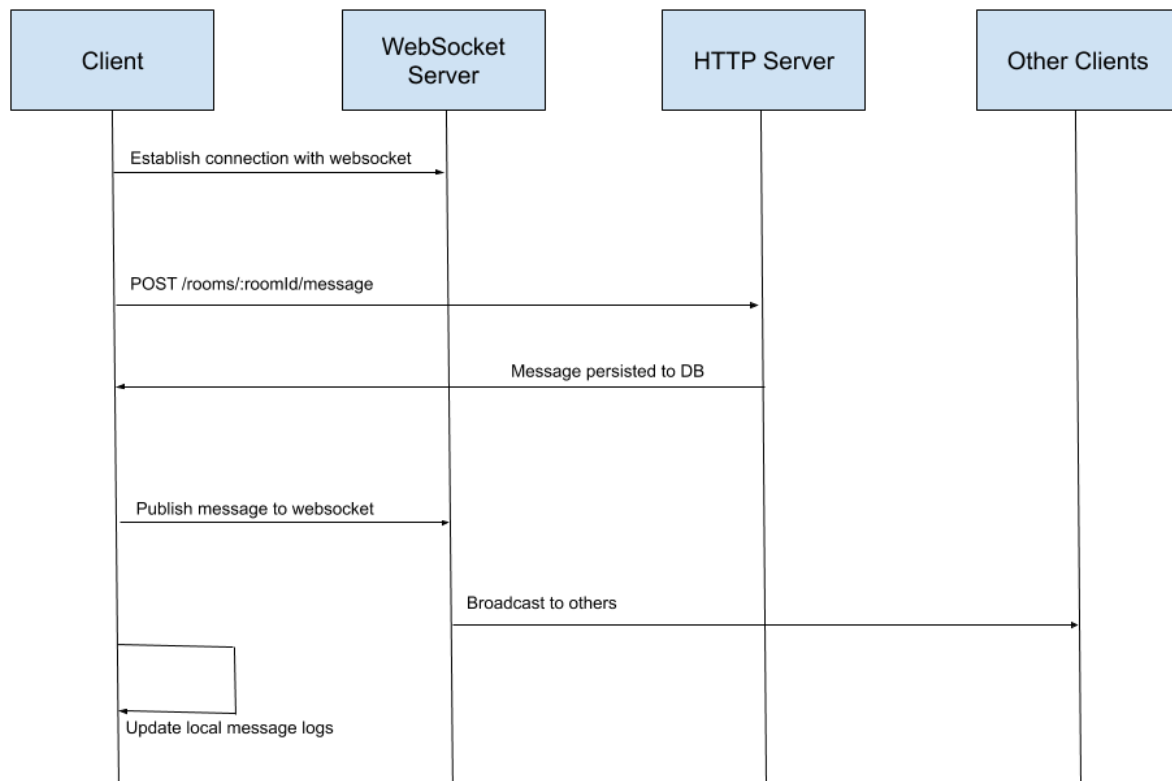 Client
WebSocket
Server
HTTP Server
Other Clients
Establish connection with websocket
POST /rooms/:roomId/message
Message persisted to DB
Publish message to websocket
Broadcast to others
Update local message logs